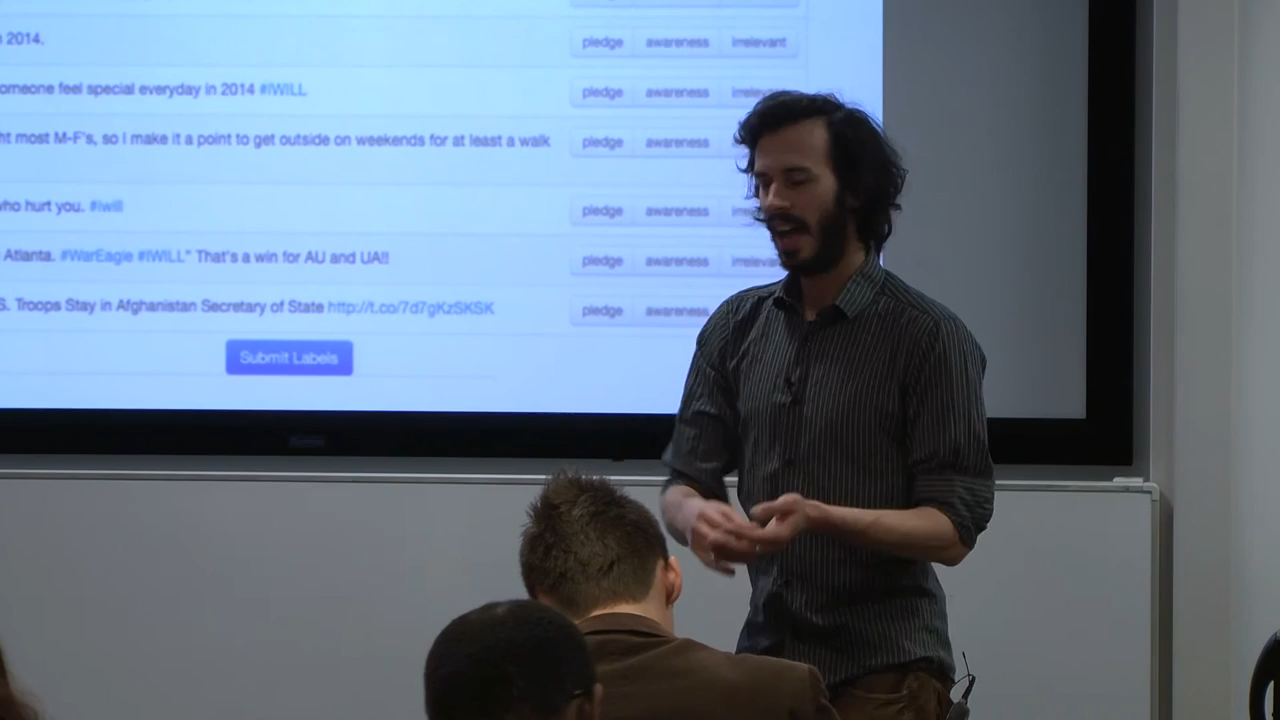 2014.
pledge awareness irrelevant
omeone feel special everyday in 2014 #IWILL
pledge awareness
ht most M-F's, so I make it a point to get outside on weekends for at least a walk
pledge awareness
who hurt you. #iwill
pledge awareness
Atlanta. #WarEagle #IWILL" That's a win for AU and UA!!
pledge awareness
S. Troops Stay in Afghanistan Secretary of State http://t.co/7d7gKzSKSK
pledge awareness
Submit Labels